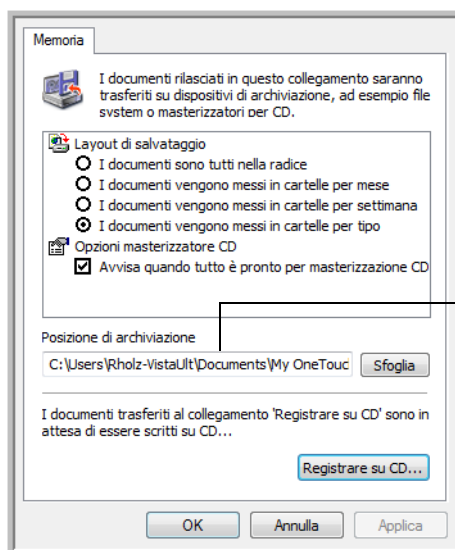 Memoria
I documenti rilasciati in questo collegamento saranno
trasferiti su dispositivi di archiviazione, ad esempio file
system o masterizzatori per CD.
Layout di salvataggio
I documenti sono tutti nella radice
I documenti vengono messi in cartelle per mese
I documenti vengono messi in cartelle per settimana
I documenti vengono messi in cartelle per tipo
Opzioni masterizzatore CD
Avvisa quando tutto è pronto per masterizzazione CD
Posizione di archiviazione
C:\Users\Rholz-VistaUlt\Documents\My OneTouc
Sfoglia
I documenti trasferiti al collegamento 'Registrare su CD' sono in
attesa di essere scritti su CD...
Registrare su CD...
OK
Annulla
Applica